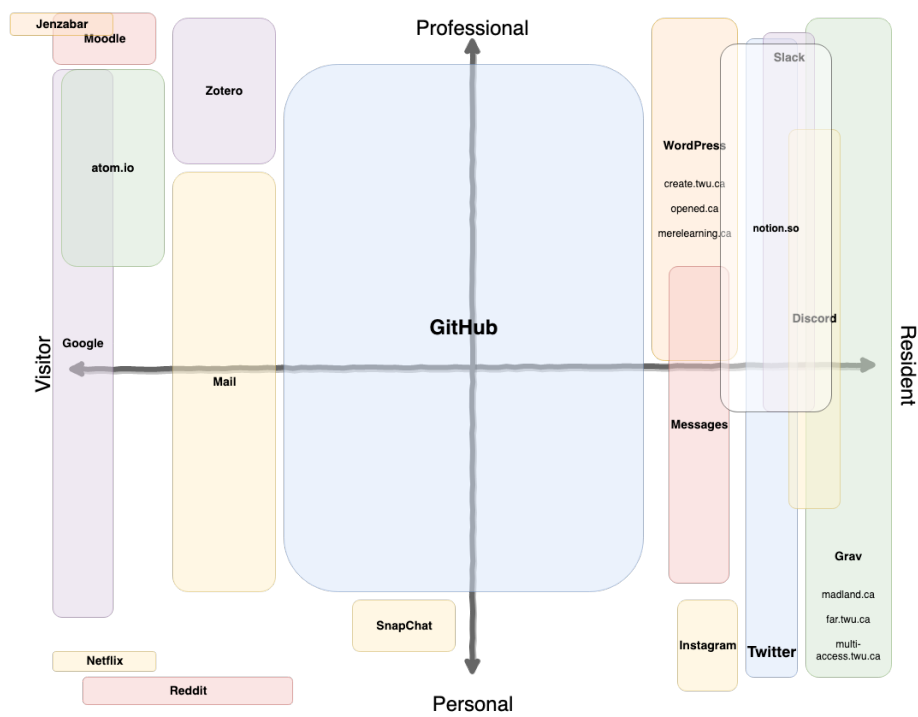 Jenzabar
Moodle
Professional
Slack
Zotero
WordPress
atom.io
create.twu.ca
opened.ca
merelearning.ca
notion.so
Discord
GitHub
Google
Visitor
Resident
Mail
Messages
Grav
madland.ca
far.twu.ca
multi-
access.twu.ca
SnapChat
Instagram
Twitter
Netflix
Reddit
Personal